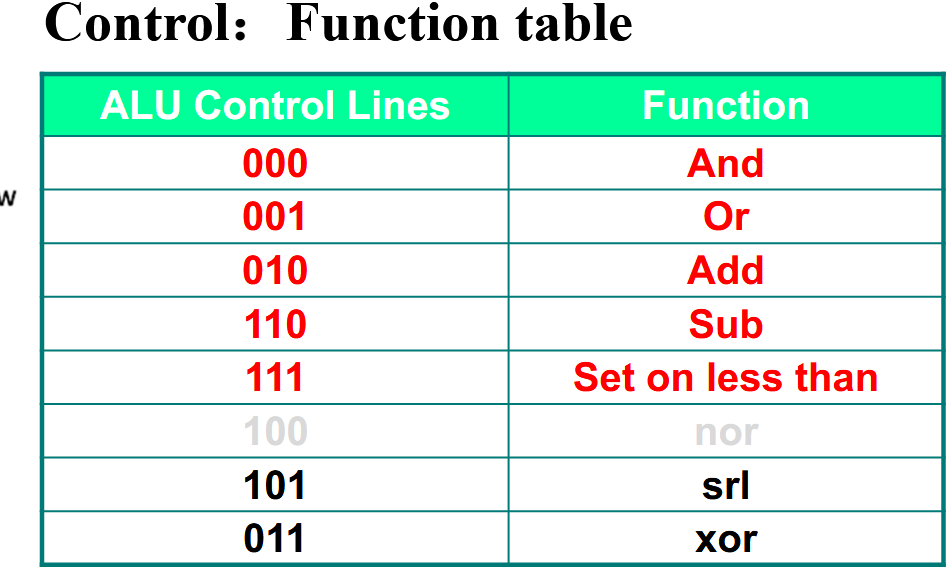 Control：Function table
ALU Control Lines Function
000 And
w
001 Or
010 Add
110 Sub
111 Set on less than
100 nor
101 srl
011 xor